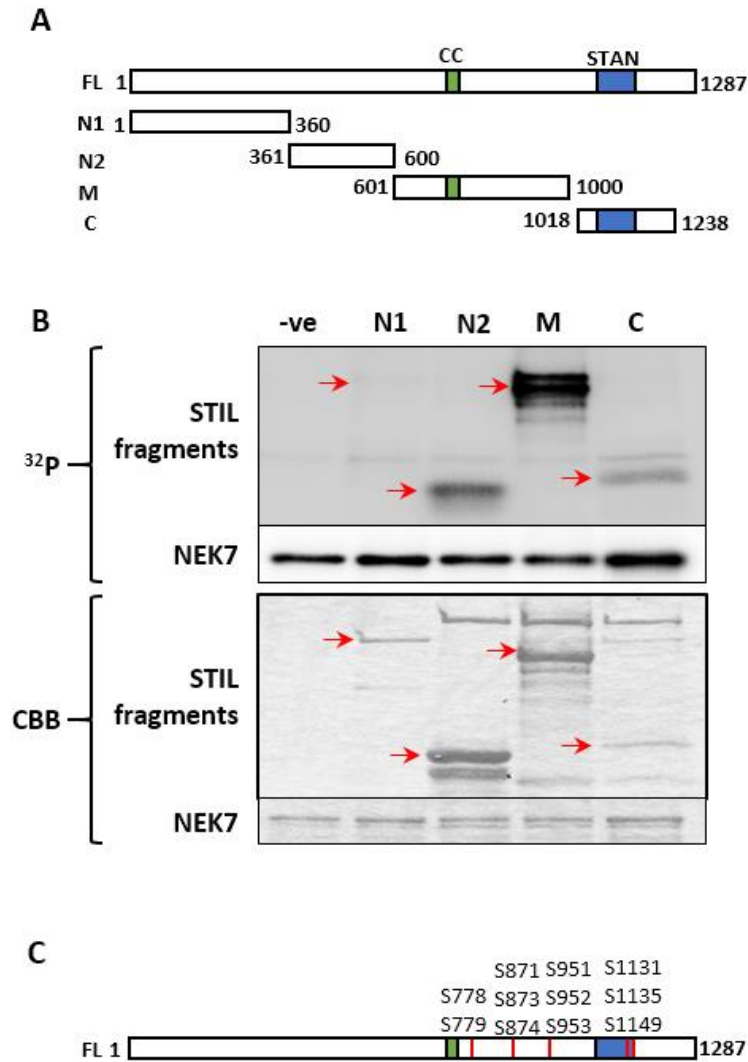 A
CC STAN
FL 1 1287
N1 1 360
N2 361 600
M 601 1000
C 1018 1238
B -ve N1 N2 M C
STIL
fragments
32P
NEK7
STIL
fragments
CBB
NEK7
C
S871 S951 S1131
S778 S873 S952 S1135
S779 S874 S953 S1149
FL 1 1287